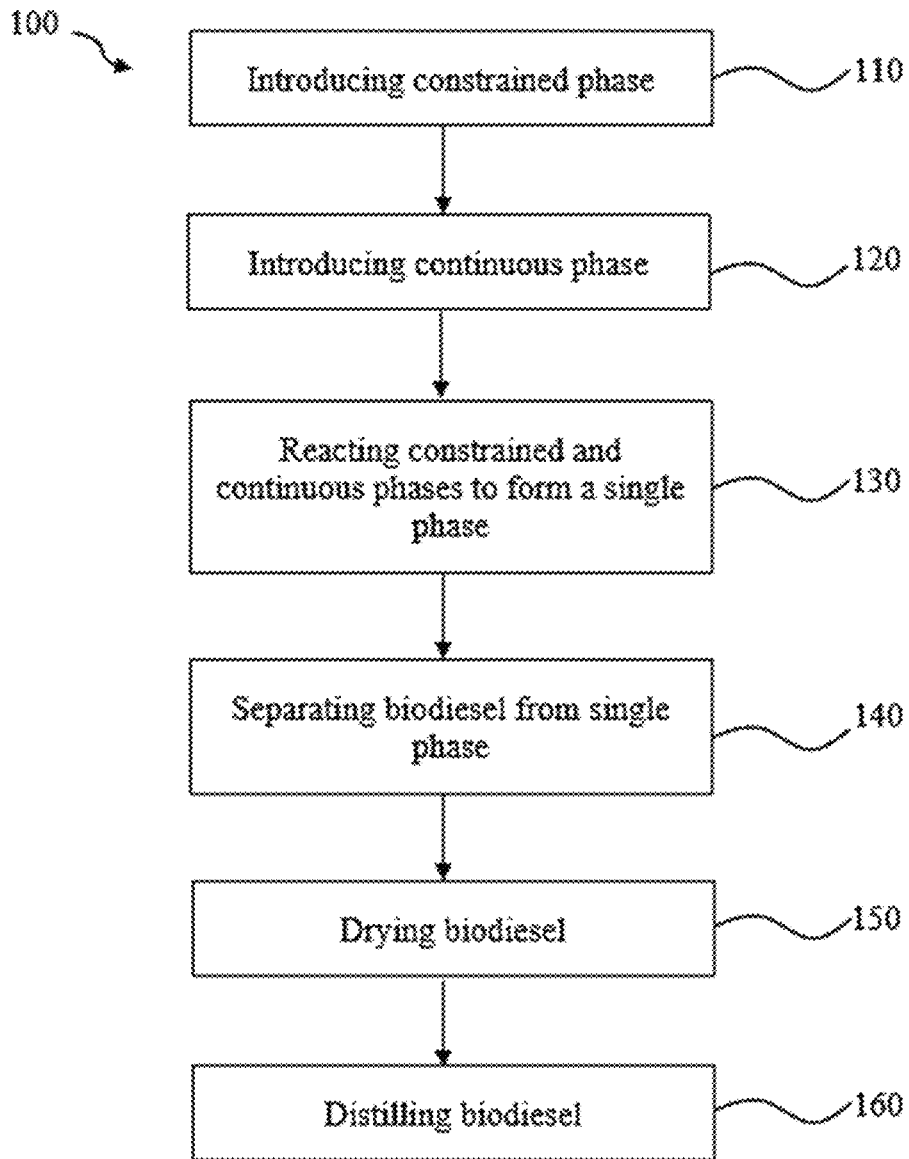 100
Introducing constrained phase
110
Introducing continuous phase
120
Reacting constrained and
continuous phases to form a single
phase
130
Separating biodiesel from single
phase
140
Drying biodiesel
150
Distilling biodiesel
160